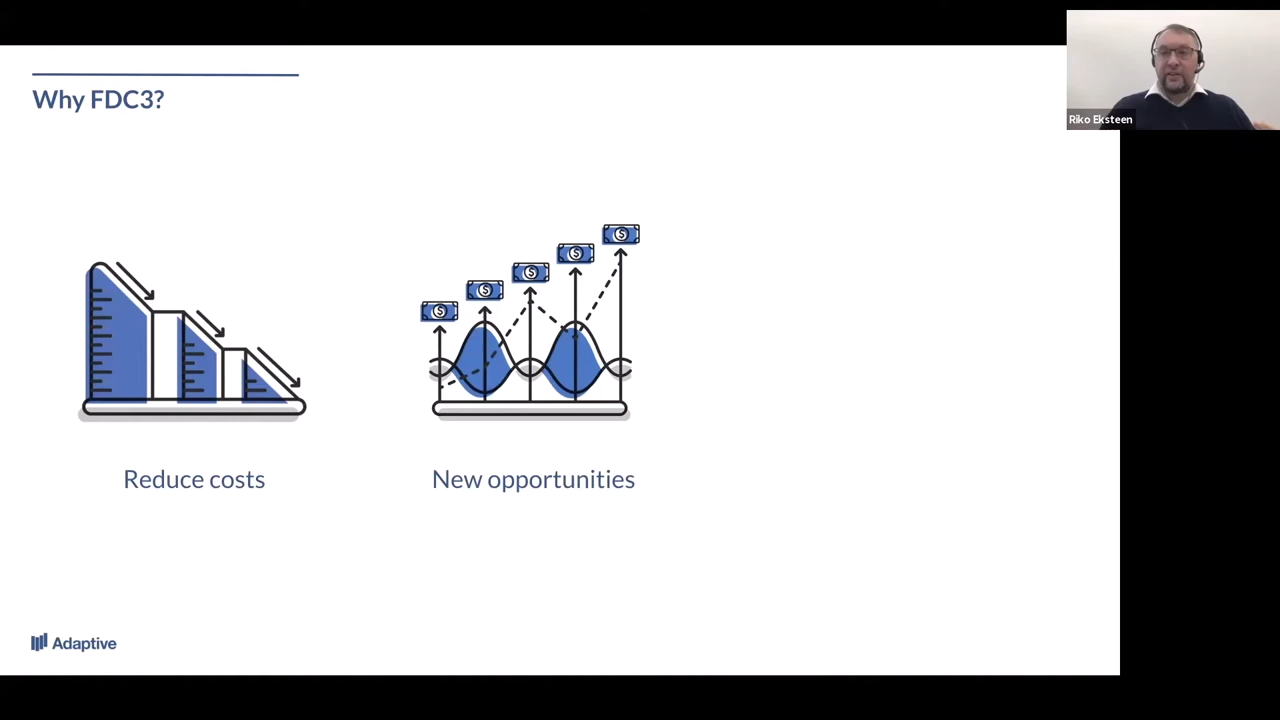 Why FDC3?
Riko Eksteen
$
$
$
$
$
Reduce costs
New opportunities
Adaptive